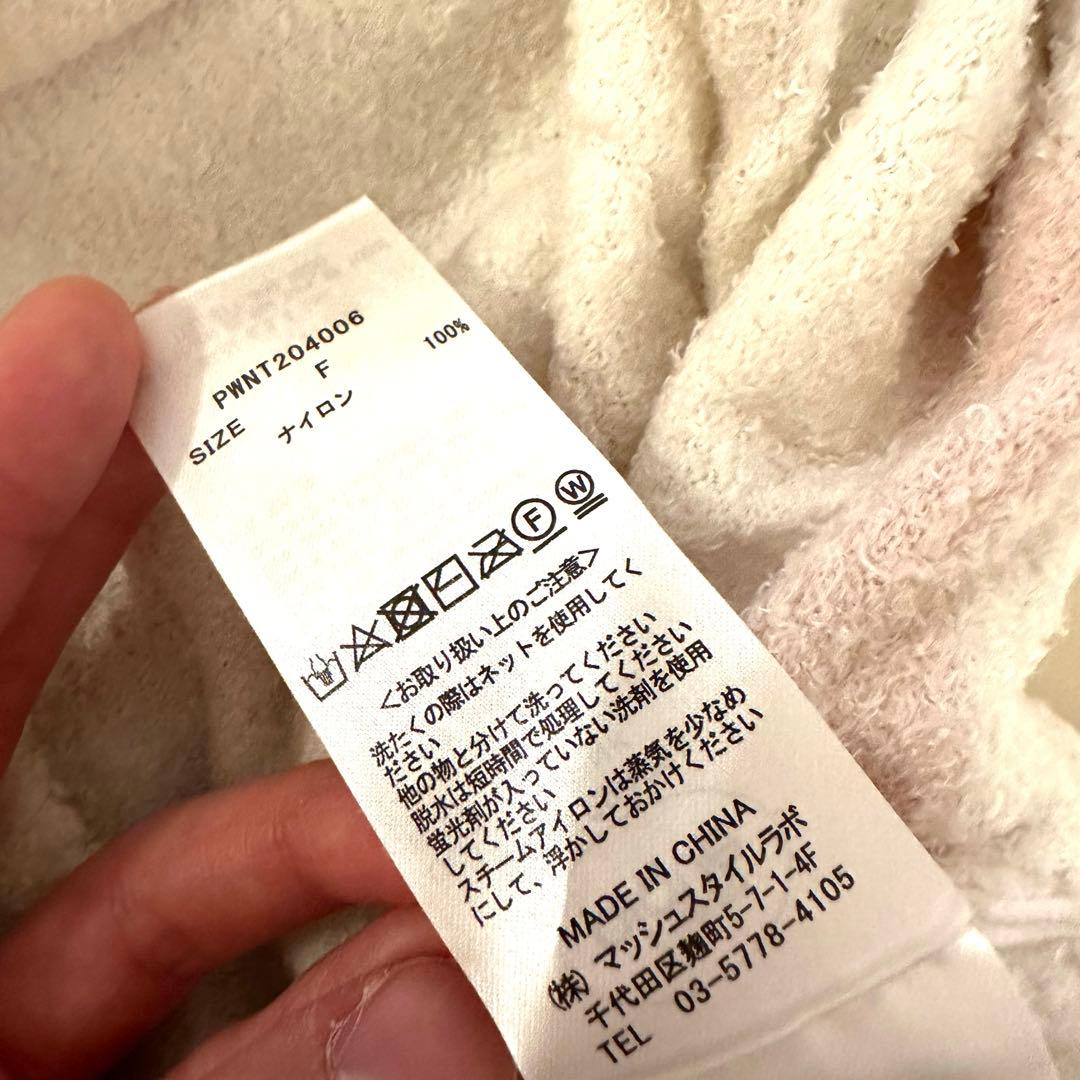 PWNT204006
SIZE F
ナイロン 100%
F W
<お取り扱い上のご注意>
洗たくの際はネットを使用してく
ださい
他の物と分けて洗ってください
脱水は短時間で処理してください
蛍光剤が入っていない洗剤を使用
してください
スチームアイロンは蒸気を少なめ
にして、浮かしておかけください
MADE IN CHINA
(株) マッシュスタイルラボ
千代田区麹町5-7-1-4F
TEL 03-5778-4105